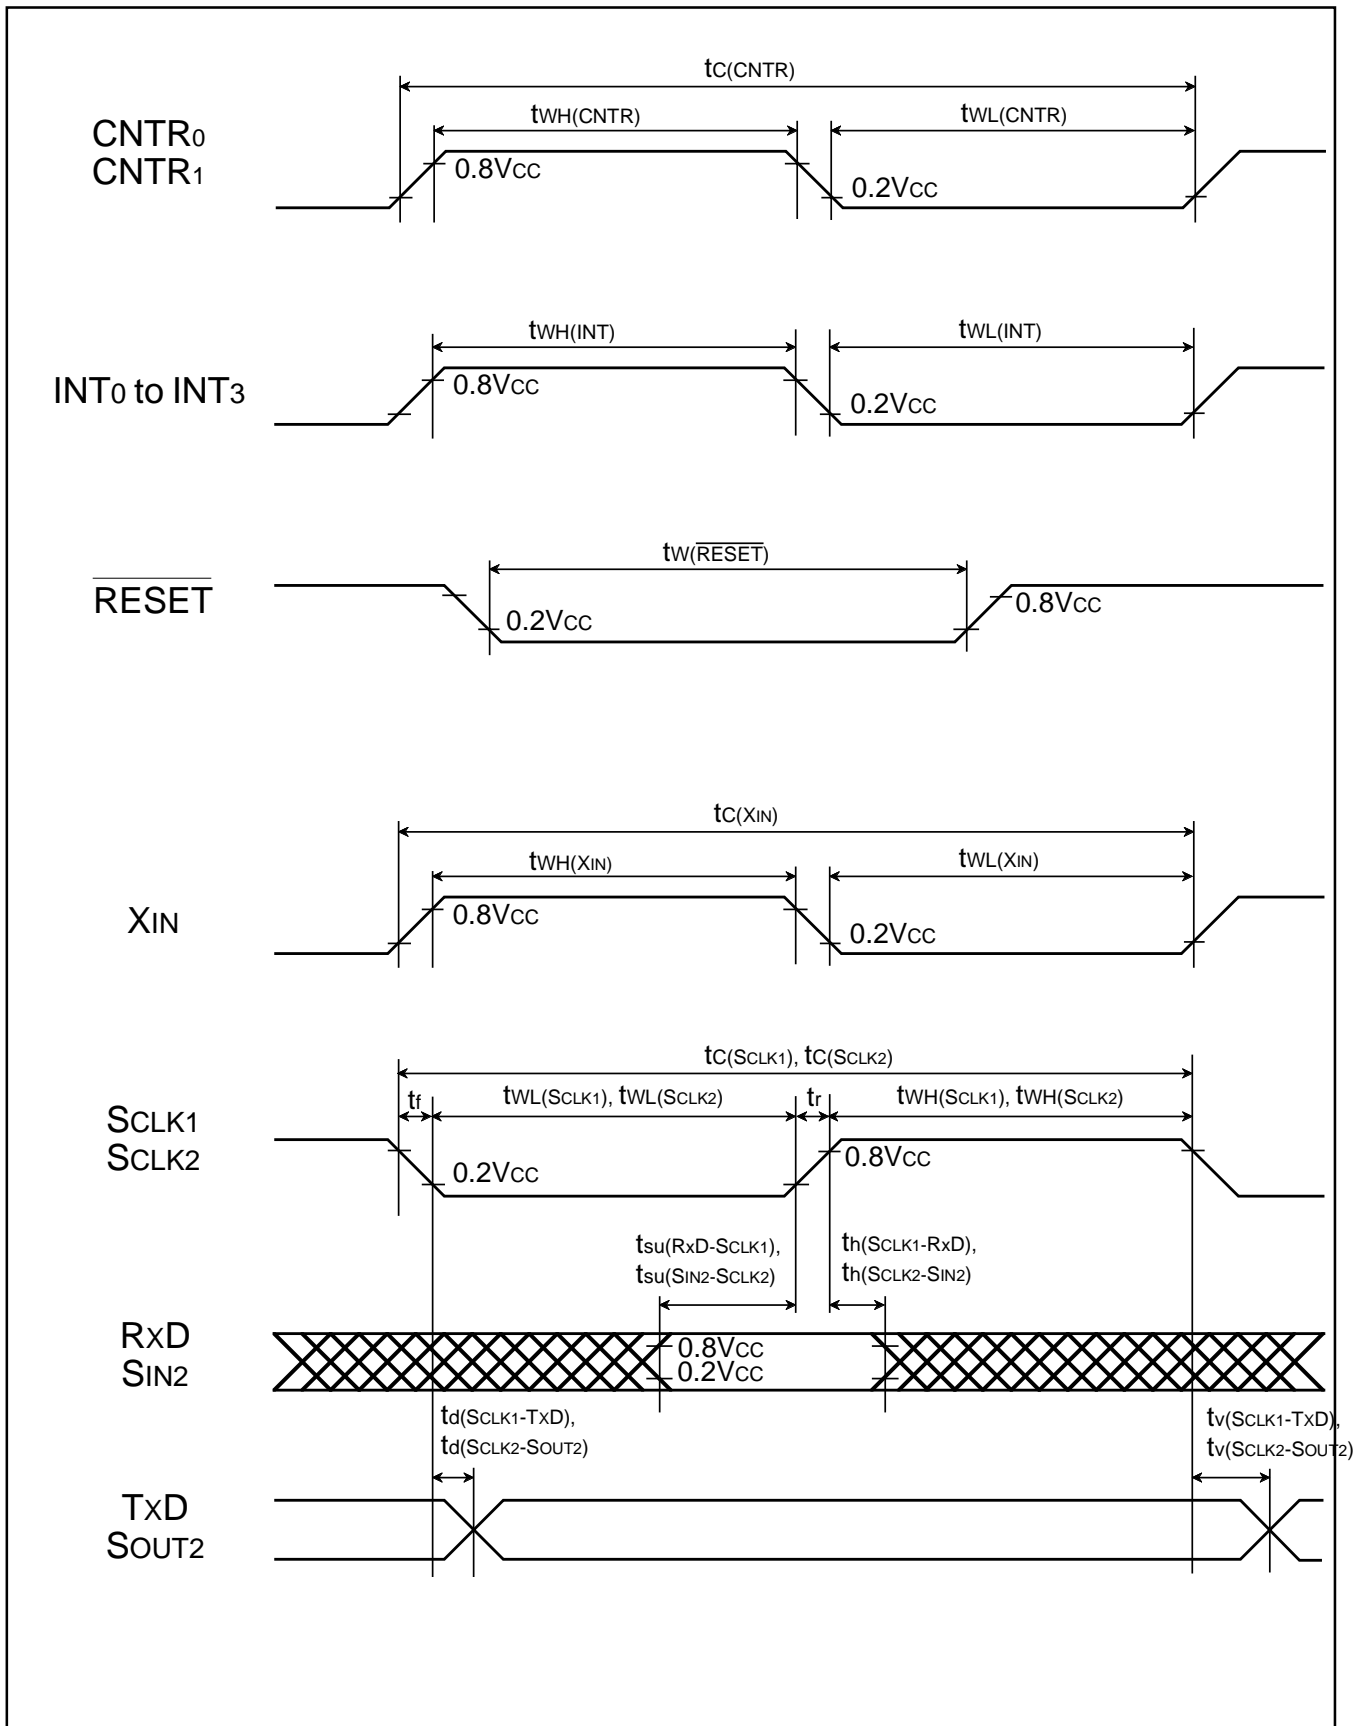 tC(CNTR)
tWH(CNTR) tWL(CNTR)
CNTR0
CNTR1
0.8VCC 0.2VCC
tWH(INT) tWL(INT)
INT0 to INT3
0.8VCC 0.2VCC
tW(RESET)
RESET
0.2VCC 0.8VCC
tC(XIN)
tWH(XIN) tWL(XIN)
XIN
0.8VCC 0.2VCC
tC(SCLK1), tC(SCLK2)
tf tWL(SCLK1), tWL(SCLK2) tr tWH(SCLK1), tWH(SCLK2)
SCLK1
SCLK2
0.2VCC 0.8VCC
tsu(RxD-SCLK1),
tsu(SIN2-SCLK2)
th(SCLK1-RxD),
th(SCLK2-SIN2)
RxD
SIN2
0.8VCC
0.2VCC
td(SCLK1-TxD),
td(SCLK2-SOUT2)
tv(SCLK1-TxD),
tv(SCLK2-SOUT2)
TxD
SOUT2